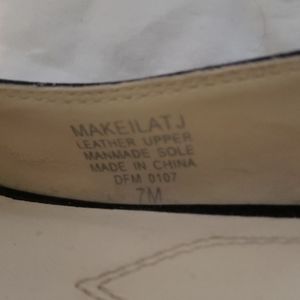 MAKEILATJ
LEATHER UPPER
MANMADE SOLE
MADE IN CHINA
DFM 0107
7M